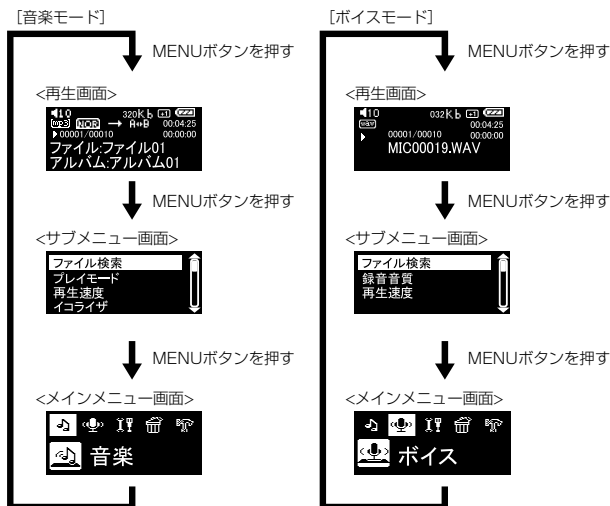 [音楽モード]
MENUボタンを押す
<再生画面>
10 320Kb ±1
mp3 NOR → A↔B 00:04:25
00001/00010 00:00:00
ファイル:ファイル01
アルバム:アルバム01
MENUボタンを押す
<サブメニュー画面>
ファイル検索
プレイモード
再生速度
イコライザ
MENUボタンを押す
<メインメニュー画面>
音楽
[ボイスモード]
MENUボタンを押す
<再生画面>
10 032Kb ±1
wav 00:04:25
00001/00010 00:00:00
MIC00019.WAV
MENUボタンを押す
<サブメニュー画面>
ファイル検索
録音音質
再生速度
MENUボタンを押す
<メインメニュー画面>
ボイス